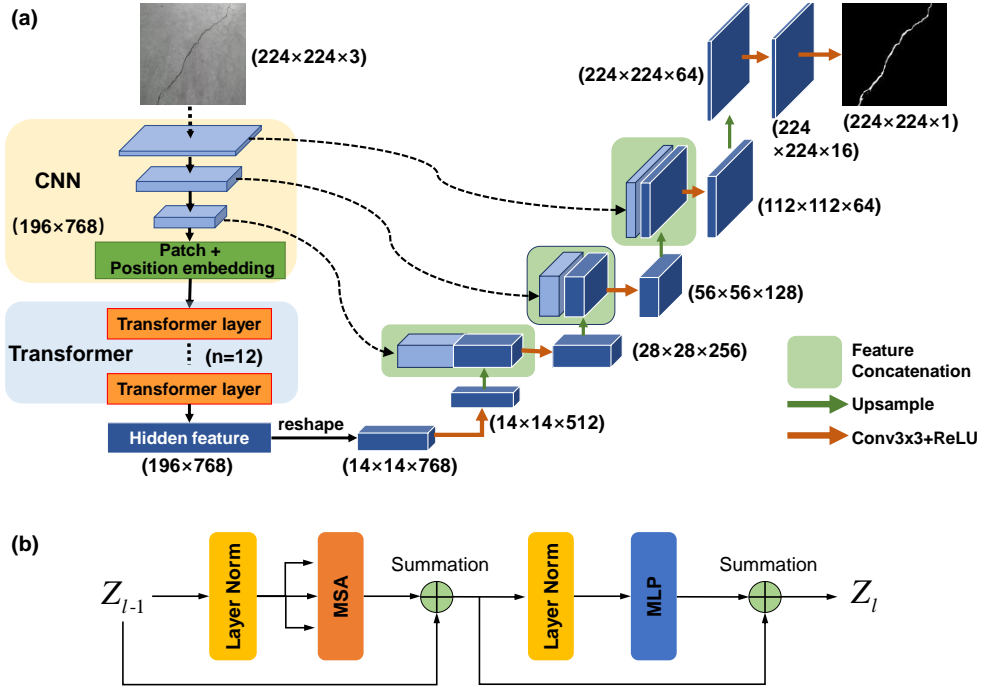 (a)
(224×224×3)
CNN
(196×768)
Patch +
Position embedding
Transformer layer
Transformer
(n=12)
Transformer layer
Hidden feature
(196×768)
reshape
(14×14×768)
(14×14×512)
(28×28×256)
(56×56×128)
(112×112×64)
(224×224×64)
(224
×224×16)
(224×224×1)
Feature
Concatenation
Upsample
Conv3x3+ReLU
(b)
Z_{l-1}
Layer Norm
MSA
Summation
Layer Norm
MLP
Summation
Z_l